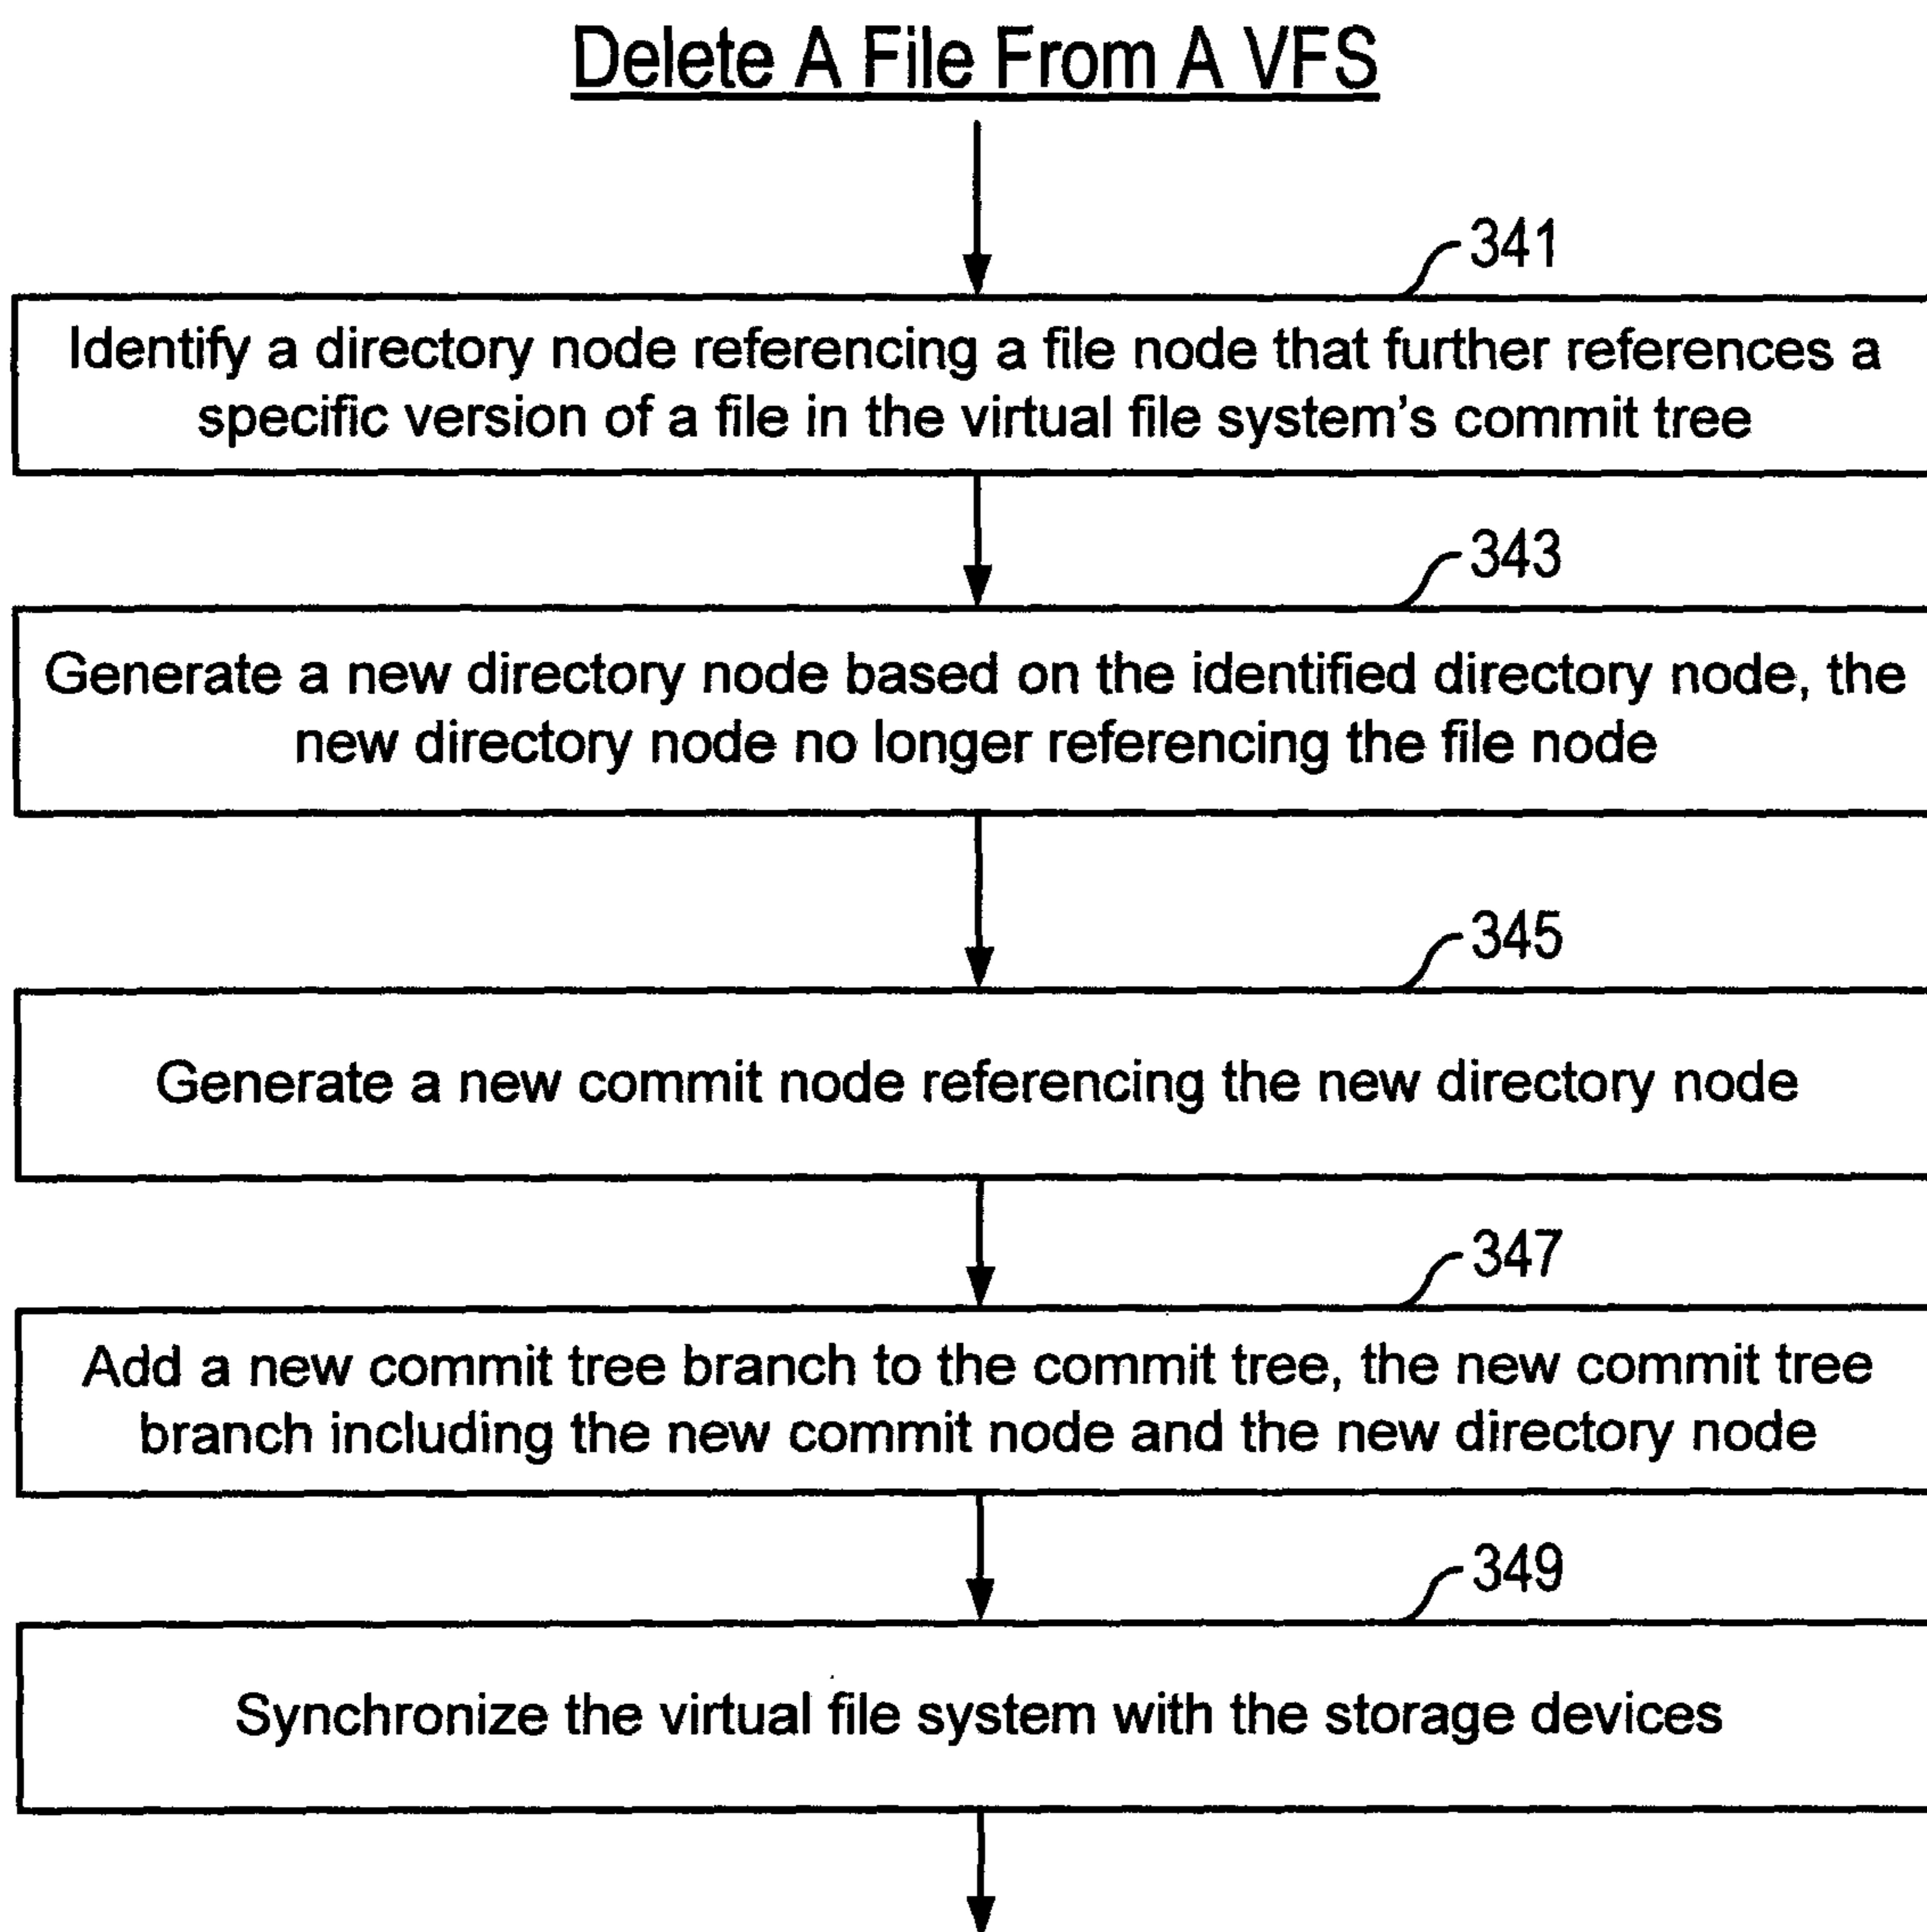 Delete A File From A VFS
341
Identify a directory node referencing a file node that further references a
specific version of a file in the virtual file system's commit tree
343
Generate a new directory node based on the identified directory node, the
new directory node no longer referencing the file node
345
Generate a new commit node referencing the new directory node
347
Add a new commit tree branch to the commit tree, the new commit tree
branch including the new commit node and the new directory node
349
Synchronize the virtual file system with the storage devices